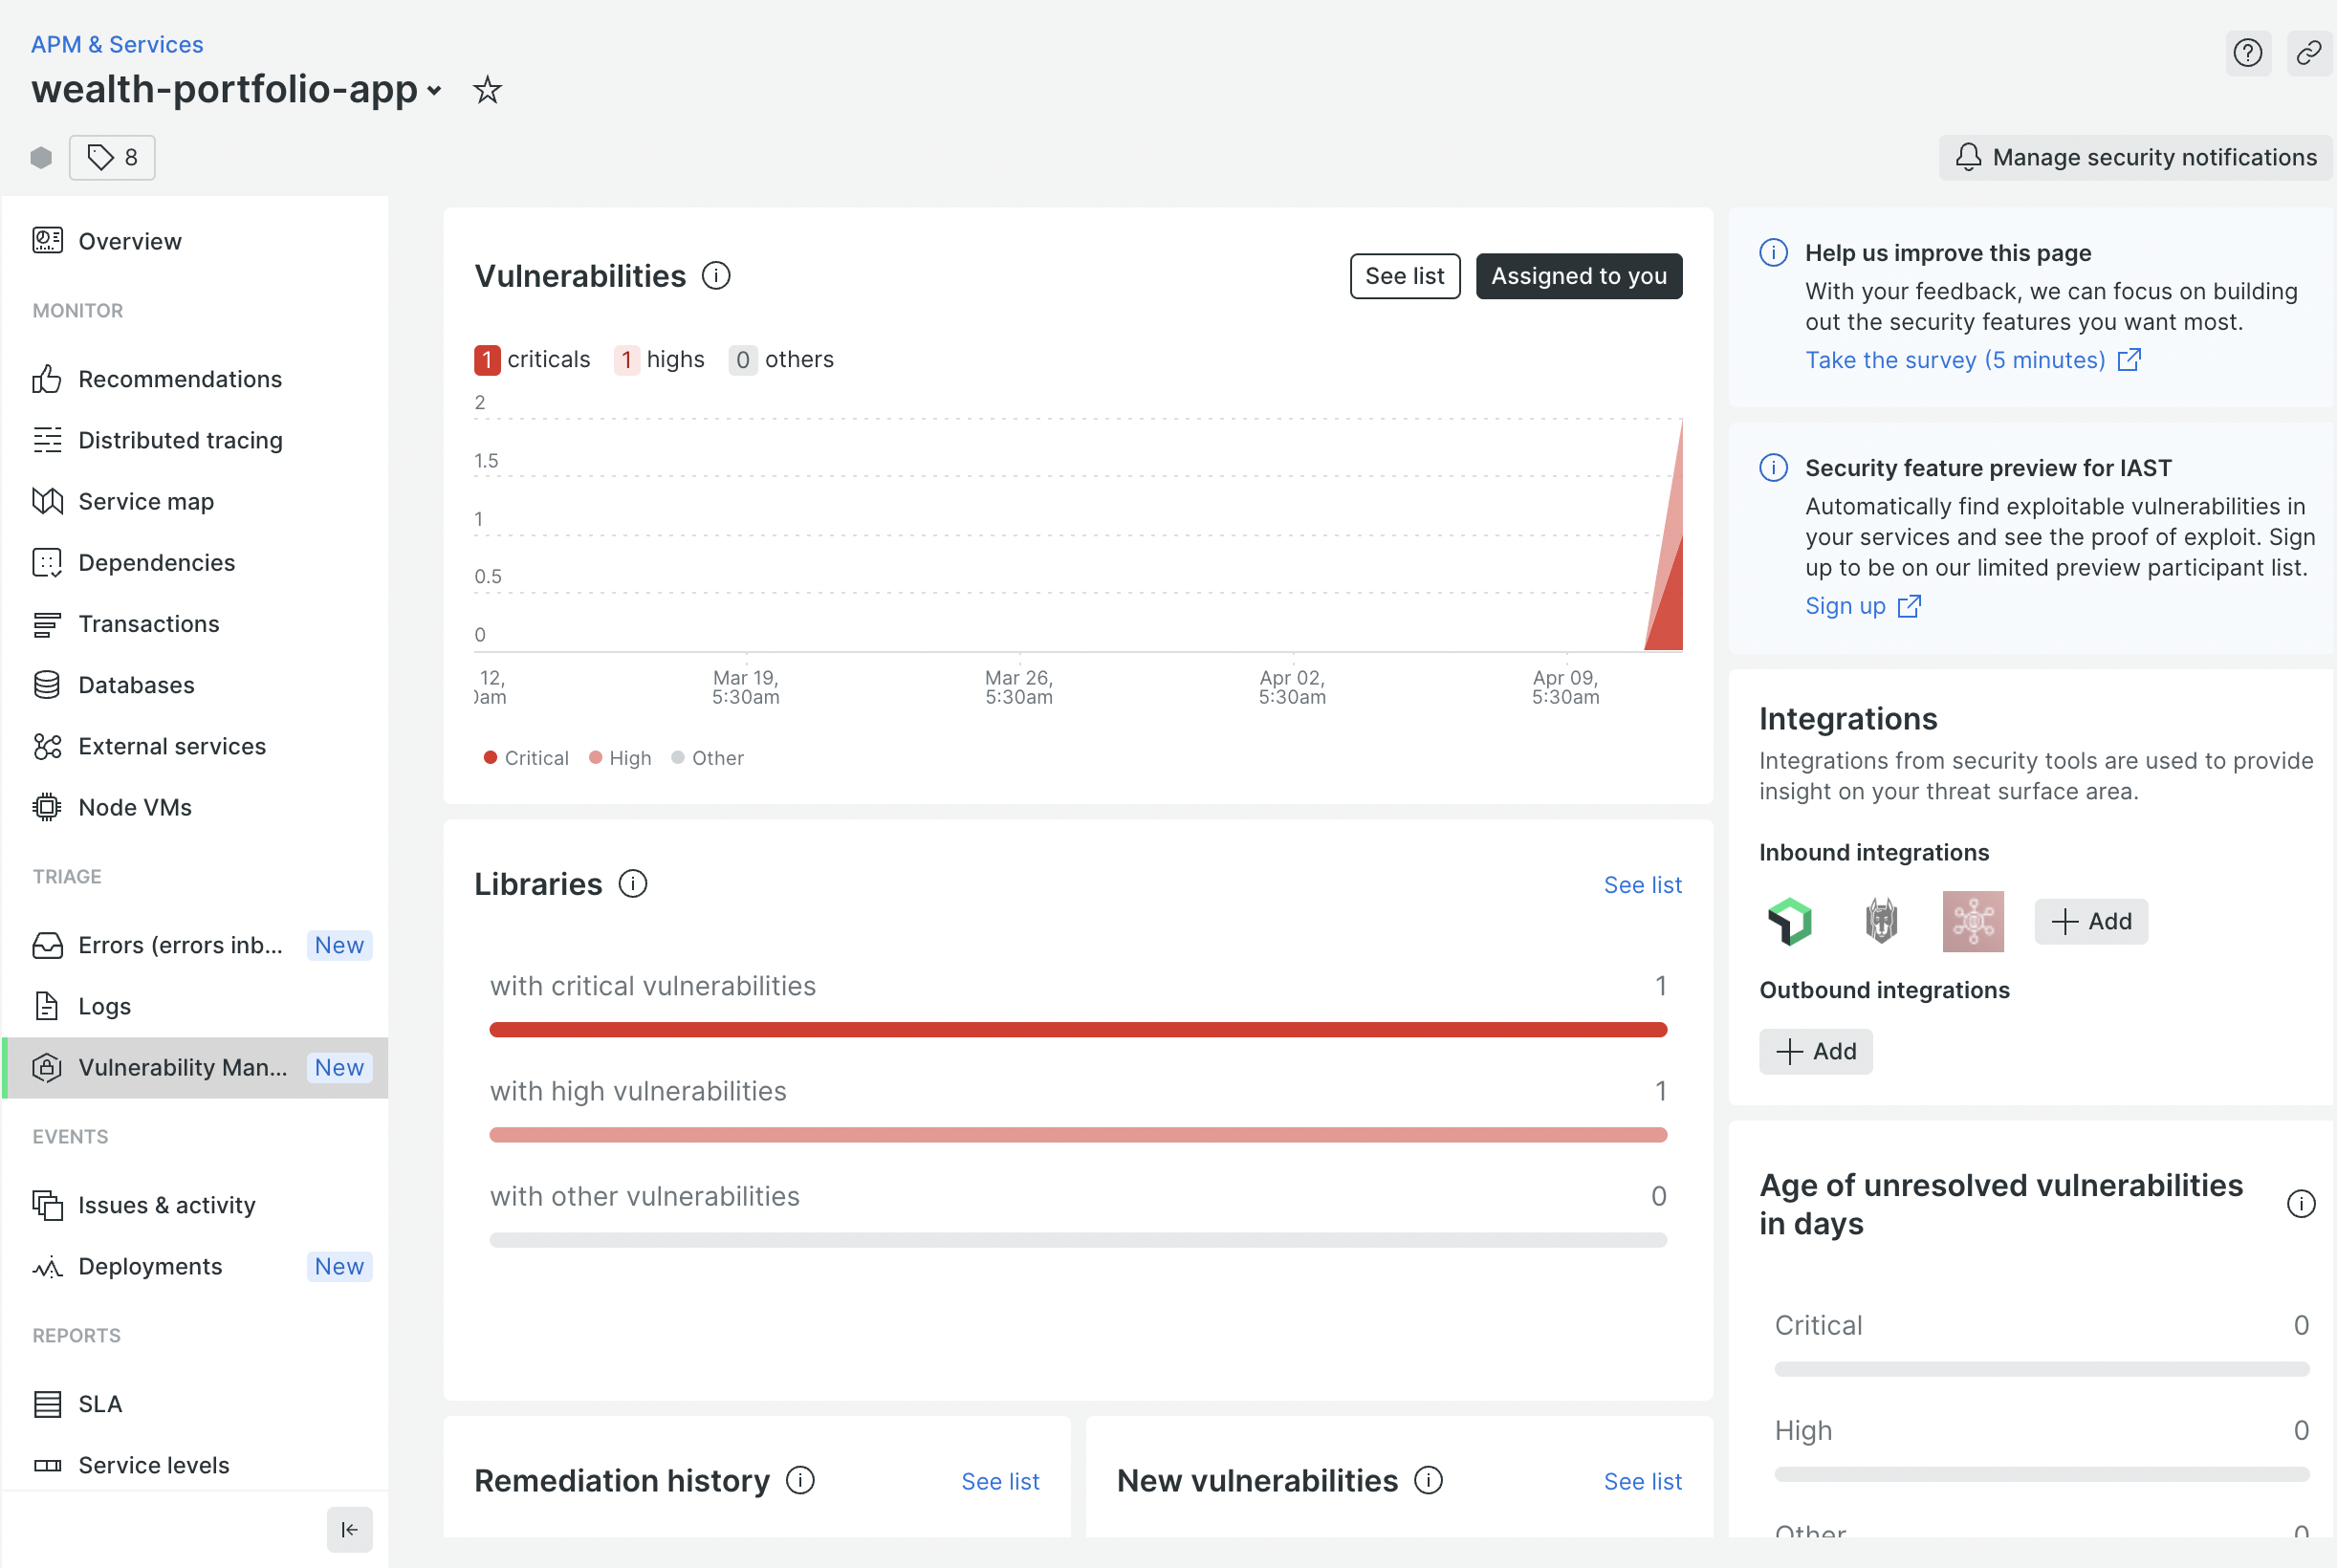 APM & Services
wealth-portfolio-app
8
Manage security notifications
Overview
MONITOR
Recommendations
Distributed tracing
Service map
Dependencies
Transactions
Databases
External services
Node VMs
TRIAGE
Errors (errors inb...
New
Logs
Vulnerability Man...
New
EVENTS
Issues & activity
Deployments
New
REPORTS
SLA
Service levels
Vulnerabilities
See list
Assigned to you
1 criticals 1 highs 0 others
2
1.5
1
0.5
0
12,
0am
Mar 19,
5:30am
Mar 26,
5:30am
Apr 02,
5:30am
Apr 09,
5:30am
Critical High Other
Libraries
See list
with critical vulnerabilities 1
with high vulnerabilities 1
with other vulnerabilities 0
Remediation history
See list
New vulnerabilities
See list
Help us improve this page
With your feedback, we can focus on building
out the security features you want most.
Take the survey (5 minutes)
Security feature preview for IAST
Automatically find exploitable vulnerabilities in
your services and see the proof of exploit. Sign
up to be on our limited preview participant list.
Sign up
Integrations
Integrations from security tools are used to provide
insight on your threat surface area.
Inbound integrations
Add
Outbound integrations
Add
Age of unresolved vulnerabilities
in days
Critical 0
High 0
Other 0